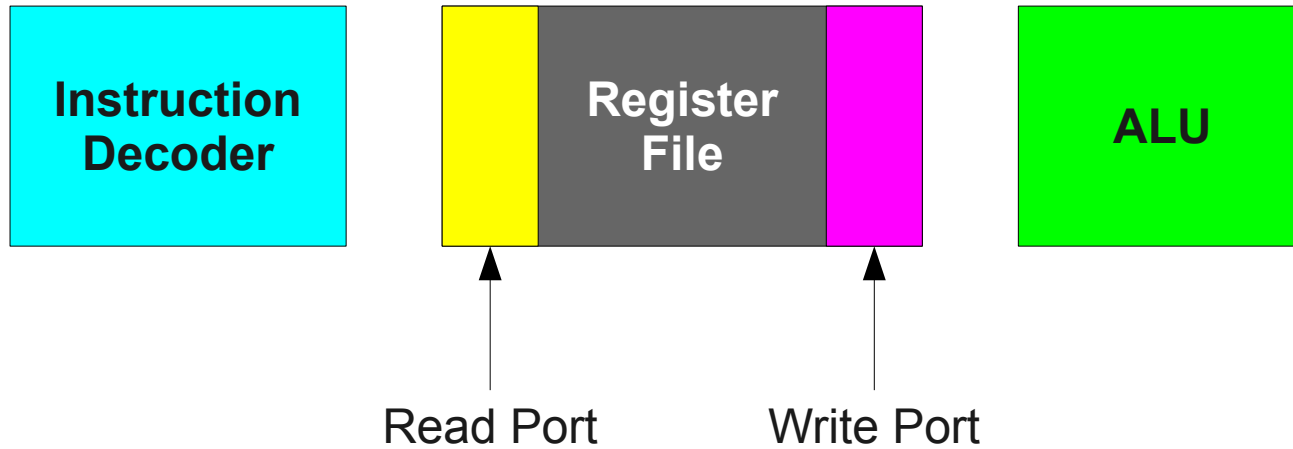 Instruction
Decoder
Register
File
ALU
Read Port
Write Port